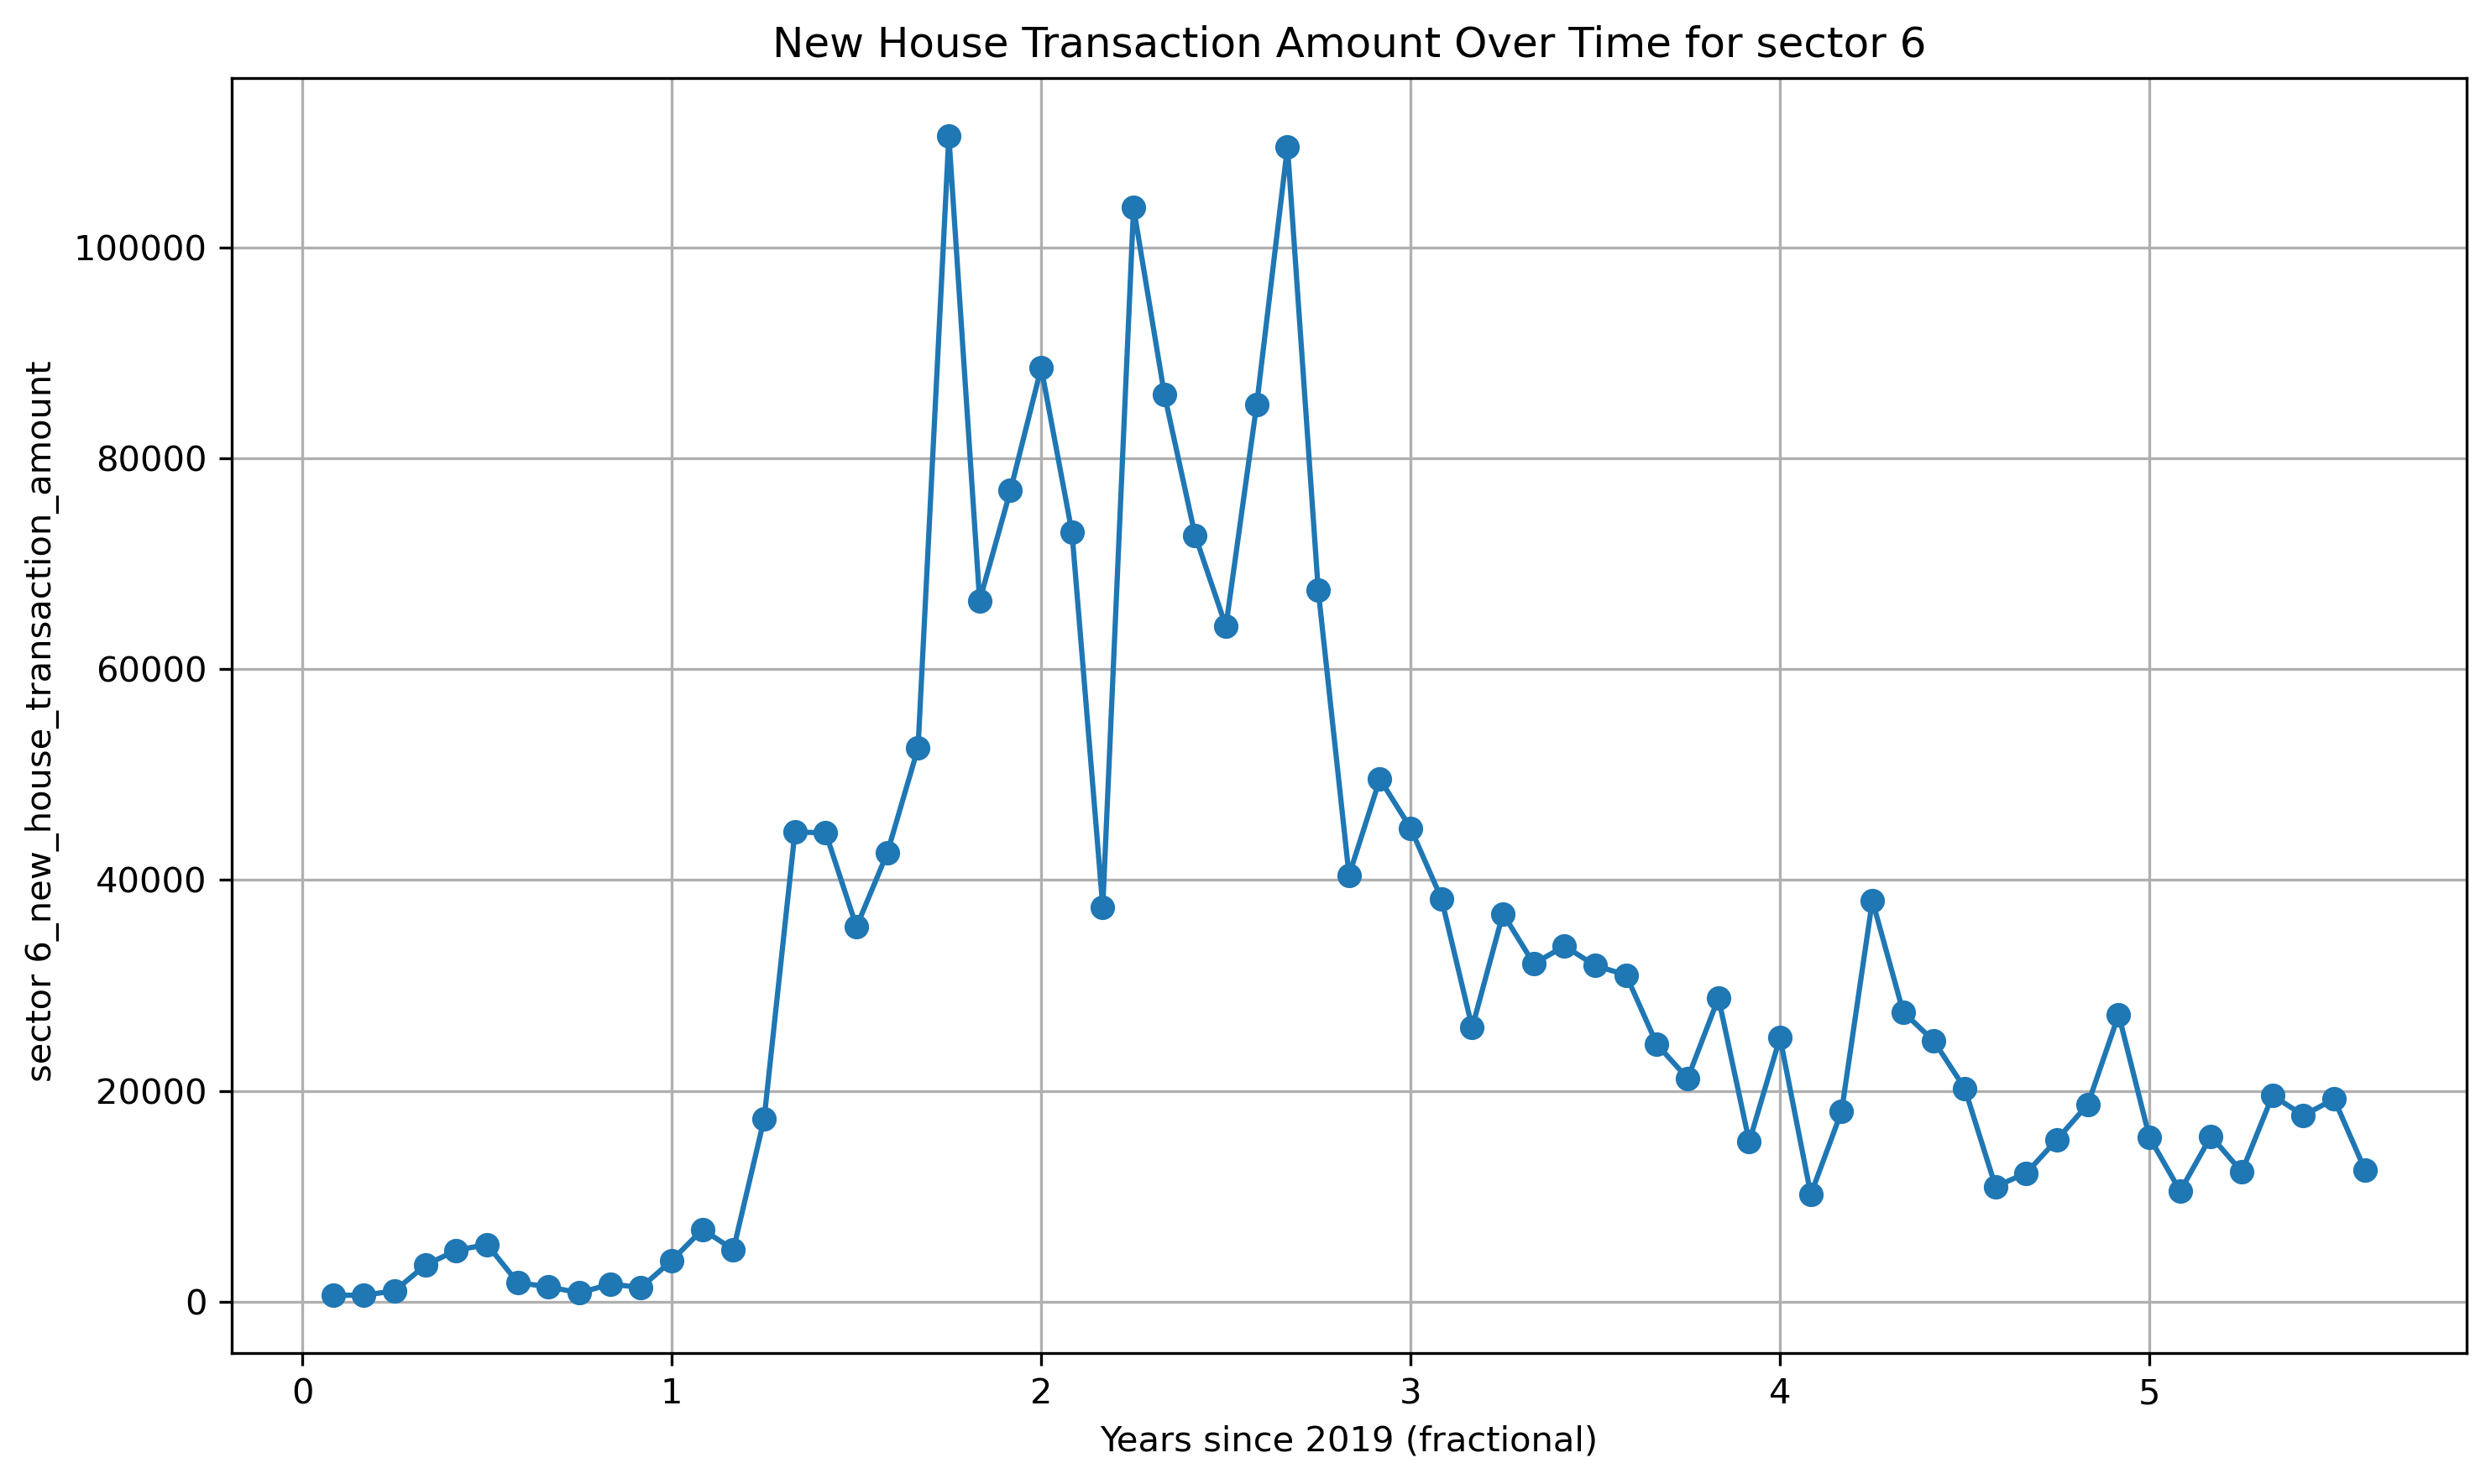 New House Transaction Amount Over Time for sector 6
sector 6_new_house_transaction_amount
100000
80000
60000
40000
20000
0
0 1 2 3 4 5
Years since 2019 (fractional)